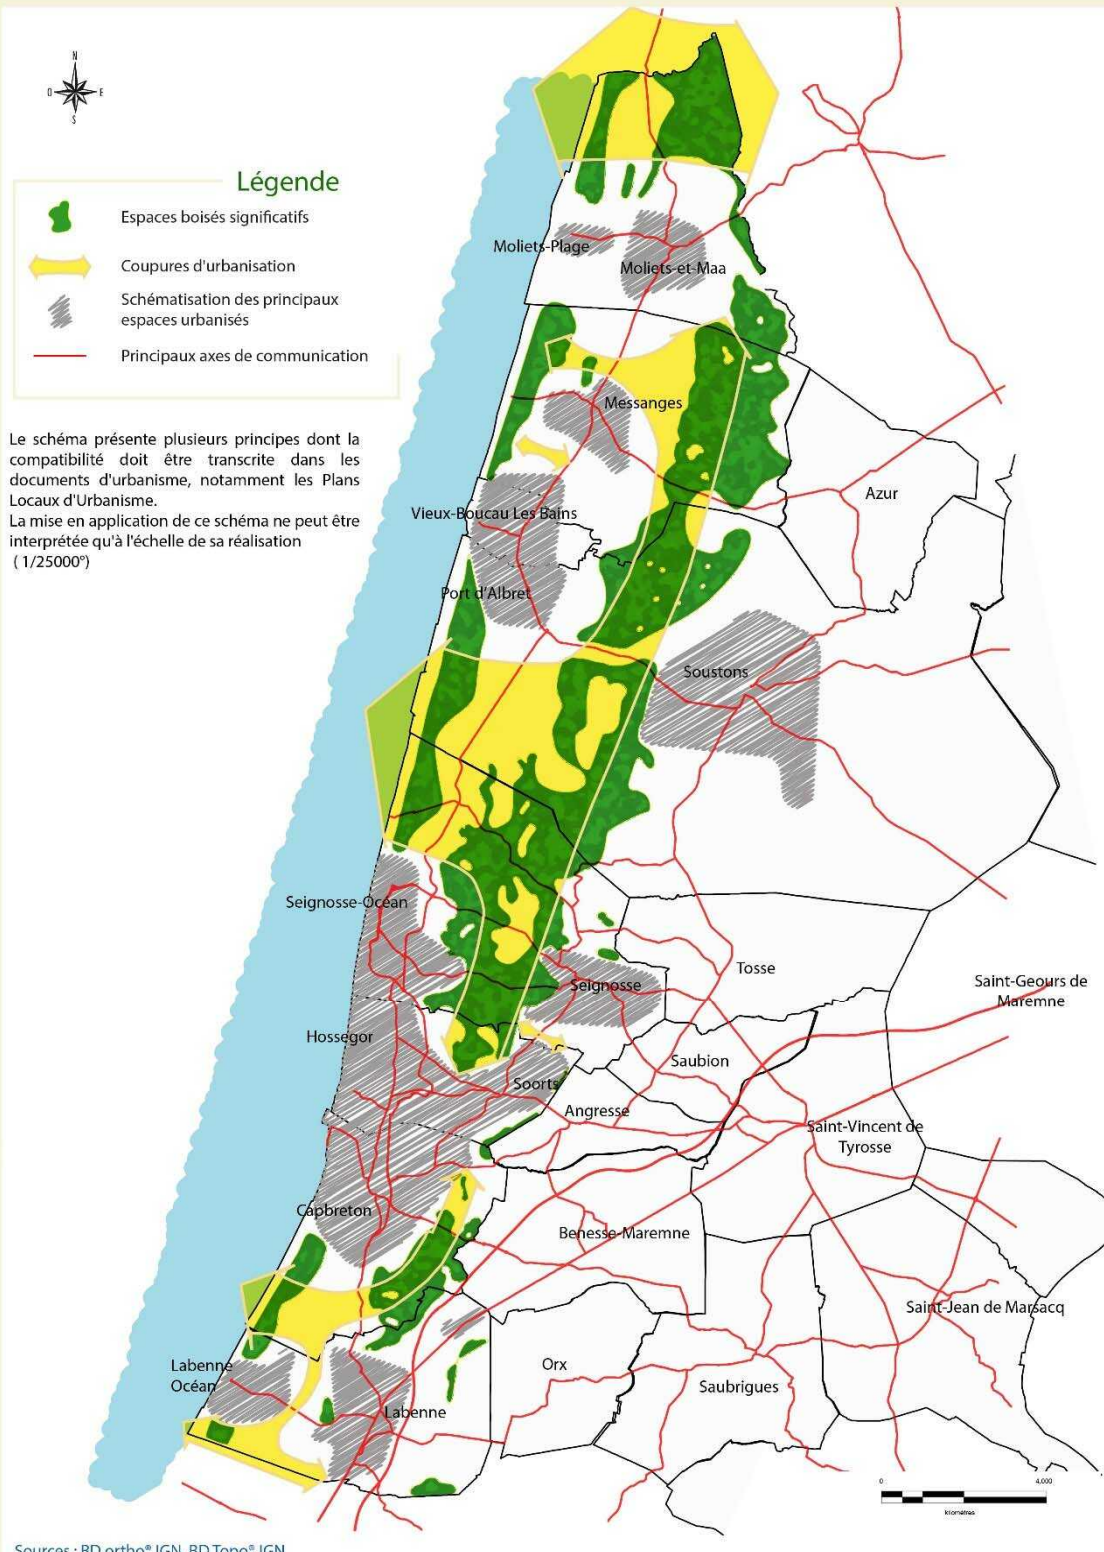 N
O
E
S
Légende
Espaces boisés significatifs
Coupures d'urbanisation
Schématisation des principaux
espaces urbanisés
Principaux axes de communication
Le schéma présente plusieurs principes dont la
compatibilité doit être transcrite dans les
documents d'urbanisme, notamment les Plans
Locaux d'Urbanisme.
La mise en application de ce schéma ne peut être
interprétée qu'à l'échelle de sa réalisation
( 1/25000°)
Moliets-Plage
Moliets-et-Maa
Messanges
Azur
Vieux-Boucau Les Bains
Port d'Albret
Soustons
Seignosse-Océan
Tosse
Seignosse
Saint-Geours de
Maremne
Hossegor
Saubion
Soorts
Angresse
Saint-Vincent de
Tyrosse
Capbreton
Benesse-Maremne
Saint-Jean de Marsacq
Labenne
Océan
Orx
Saubrigues
Labenne
0
4,000
kilomètres
Sources : BD ortho® IGN, BD Topo® IGN